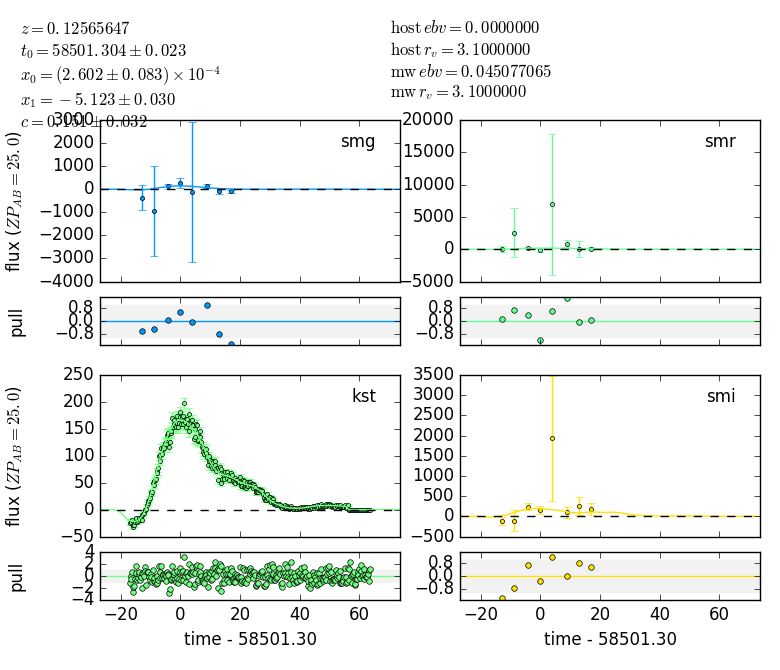 z = 0.12565647
t₀ = 58501.304 ± 0.023
x₀ = (2.602 ± 0.083) × 10⁻⁴
x₁ = −5.123 ± 0.030
c = 0.151 ± 0.032
host ebv = 0.0000000
host r_v = 3.1000000
mw ebv = 0.045077065
mw r_v = 3.1000000
flux (ZP_AB = 25.0)
3000
2000
1000
0
−1000
−2000
−3000
−4000
smg
20000
15000
10000
5000
0
−5000
smr
pull
0.8
0.0
−0.8
0.8
0.0
−0.8
flux (ZP_AB = 25.0)
250
200
150
100
50
0
−50
kst
3500
3000
2500
2000
1500
1000
500
0
−500
smi
pull
4
2
0
−2
−4
0.8
0.0
−0.8
−20 0 20 40 60
−20 0 20 40 60
time - 58501.30
time - 58501.30